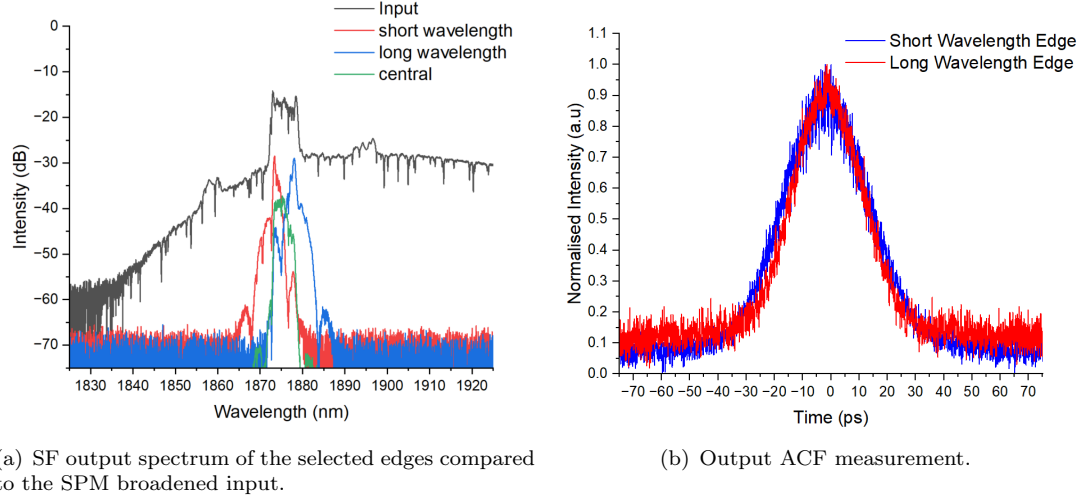 Input
short wavelength
long wavelength
central
0
−10
−20
−30
−40
−50
−60
−70
Intensity (dB)
1830 1840 1850 1860 1870 1880 1890 1900 1910 1920
Wavelength (nm)
(a) SF output spectrum of the selected edges compared
to the SPM broadened input.
Short Wavelength Edge
Long Wavelength Edge
1.1
1.0
0.9
0.8
0.7
0.6
0.5
0.4
0.3
0.2
0.1
0.0
Normalised Intensity (a.u)
−70 −60 −50 −40 −30 −20 −10 0 10 20 30 40 50 60 70
Time (ps)
(b) Output ACF measurement.